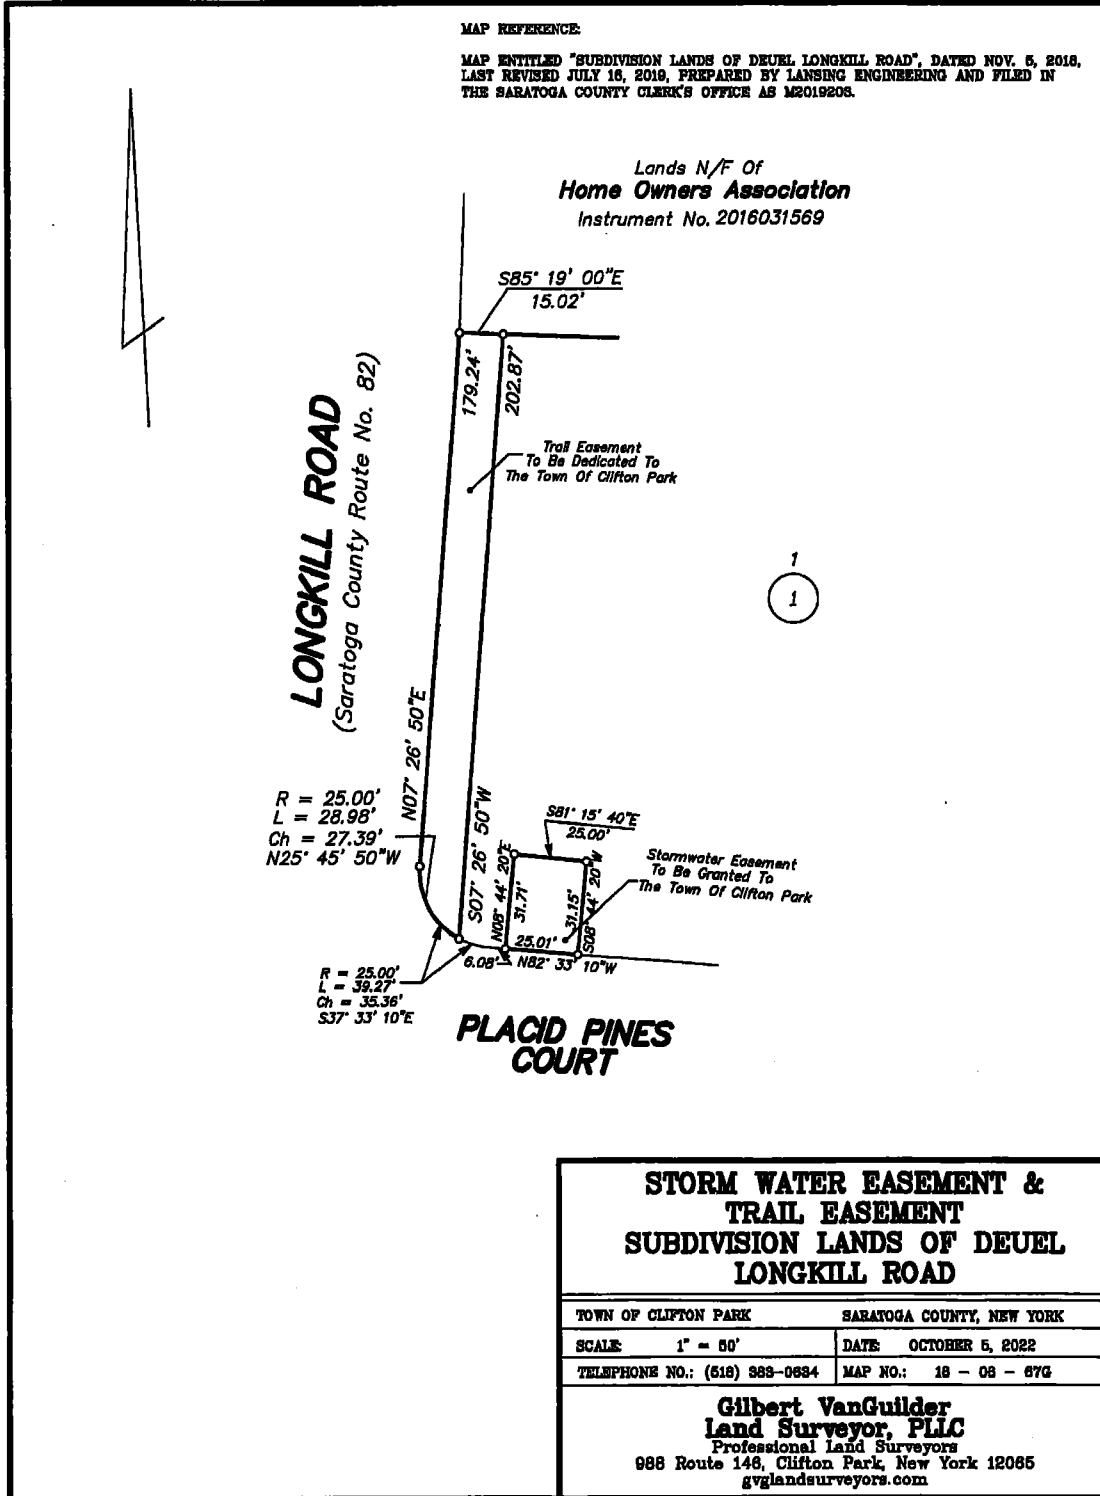 MAP REFERENCE:
MAP ENTITLED "SUBDIVISION LANDS OF DEUEL LONGKILL ROAD", DATED NOV. 5, 2018,
LAST REVISED JULY 16, 2019, PREPARED BY LANSING ENGINEERING AND FILED IN
THE SARATOGA COUNTY CLERK'S OFFICE AS M2019206.
Lands N/F Of
Home Owners Association
Instrument No. 2016031569
S85° 19' 00"E
15.02'
179.24'
202.87'
LONGKILL ROAD
(Saratoga County Route No. 82)
Trail Easement
To Be Dedicated To
The Town Of Clifton Park
1
1
N07° 26' 50"E
S07° 26' 50"W
R = 25.00'
L = 28.98'
Ch = 27.39'
N25° 45' 50"W
S81° 15' 40"E
25.00'
N08° 44' 20"E
31.71'
31.15'
S08° 44' 20"W
Stormwater Easement
To Be Granted To
The Town Of Clifton Park
25.01'
6.08'
N82° 33' 10"W
R = 25.00'
L = 39.27'
Ch = 35.36'
S37° 33' 10"E
PLACID PINES
COURT
STORM WATER EASEMENT &
TRAIL EASEMENT
SUBDIVISION LANDS OF DEUEL
LONGKILL ROAD
TOWN OF CLIFTON PARK SARATOGA COUNTY, NEW YORK
SCALE: 1" = 50' DATE: OCTOBER 5, 2022
TELEPHONE NO.: (518) 383-0634 MAP NO.: 18 - 08 - 67G
Gilbert VanGuilder
Land Surveyor, PLLC
Professional Land Surveyors
988 Route 146, Clifton Park, New York 12065
gvglandsurveyors.com